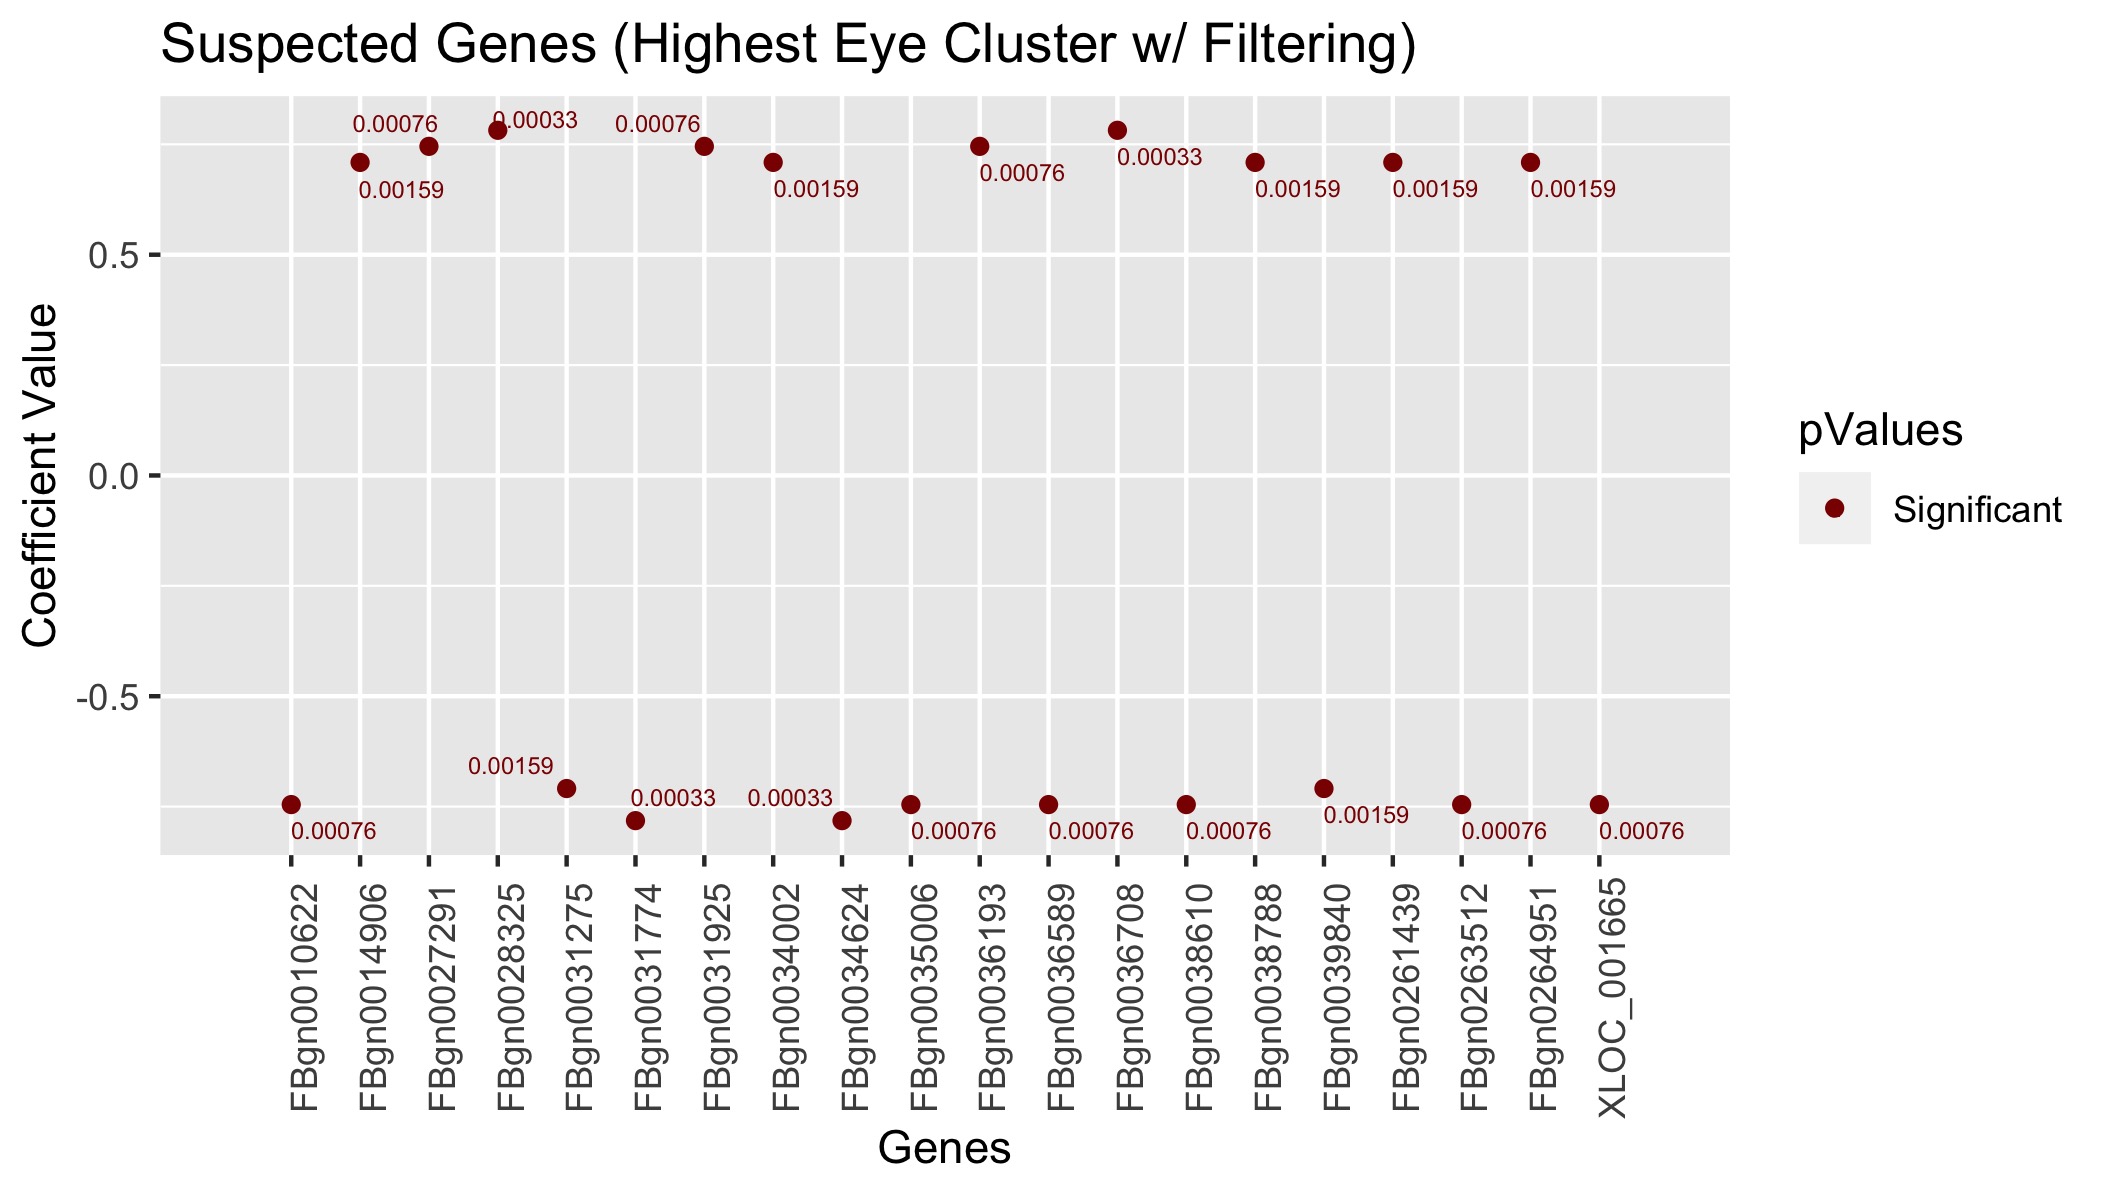 Suspected Genes (Highest Eye Cluster w/ Filtering)
Coefficient Value
0.5
0.0
-0.5
0.00076
0.00159
0.00076
0.00033
0.00159
0.00033
0.00076
0.00159
0.00033
0.00076
0.00076
0.00076
0.00033
0.00076
0.00159
0.00159
0.00159
0.00076
0.00159
0.00076
FBgn0010622
FBgn0014906
FBgn0027291
FBgn0028325
FBgn0031275
FBgn0031774
FBgn0031925
FBgn0034002
FBgn0034624
FBgn0035006
FBgn0036193
FBgn0036589
FBgn0036708
FBgn0038610
FBgn0038788
FBgn0039840
FBgn0261439
FBgn0263512
FBgn0264951
XLOC_001665
Genes
pValues
Significant